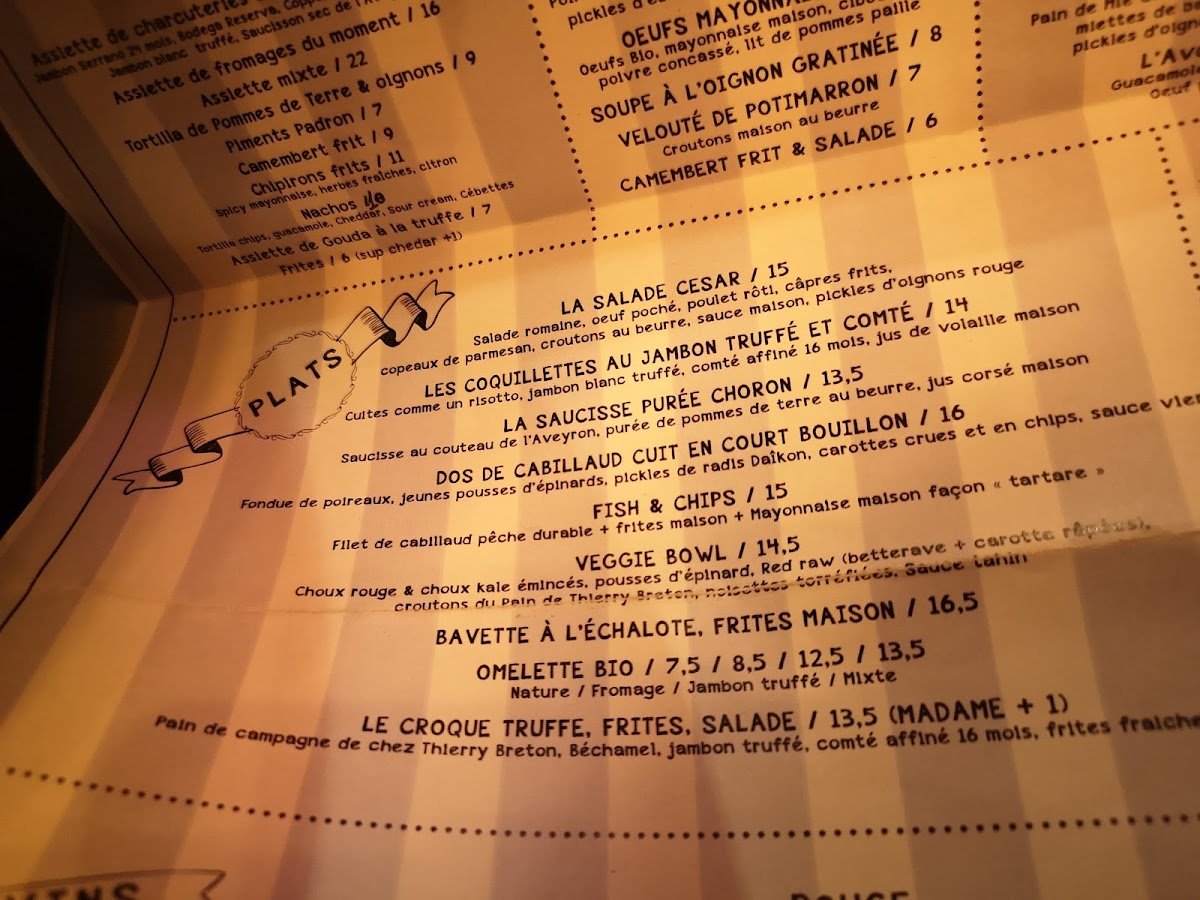 Assiette de charcuteries
Jambon Serrano 24 mois, Bodega Reserva,
Jambon blanc truffé, Saucisson sec de
Assiette de fromages du moment / 16
Assiette mixte / 22
Tortilla de Pommes de Terre & oignons / 9
Piments Padron / 7
Camembert frit / 9
Chipirons frits / 11
Spicy mayonnaise, herbes fraîches, citron
Nachos
Tortilla chips, guacamole, Cheddar, Sour cream, Cébettes
Assiette de Gouda à la truffe / 7
Frites / 6 (sup chedar +1)
pickles
OEUFS
Oeufs Bio, mayonnaise maison,
poivre concassé, lit de pommes paille
SOUPE À L'OIGNON GRATINÉE / 8
VELOUTÉ DE POTIMARRON / 7
Croutons maison au beurre
CAMEMBERT FRIT & SALADE / 6
Pain de
miettes de
pickles
Guacamole
PLATS
LA SALADE CESAR / 15
Salade romaine, oeuf poché, poulet rôti, câpres frits,
copeaux de parmesan, croutons au beurre, sauce maison, pickles d'oignons rouge
LES COQUILLETTES AU JAMBON TRUFFÉ ET COMTÉ / 14
Cuites comme un risotto, jambon blanc truffé, comté affiné 16 mois, jus de volaille maison
LA SAUCISSE PURÉE CHORON / 13,5
Saucisse au couteau de l'Aveyron, purée de pommes de terre au beurre, jus corsé maison
DOS DE CABILLAUD CUIT EN COURT BOUILLON / 16
Fondue de poireaux, jeunes pousses d'épinards, pickles de radis Daïkon, carottes crues et en chips, sauce
FISH & CHIPS / 15
Filet de cabillaud pêche durable + frites maison + Mayonnaise maison façon « tartare »
VEGGIE BOWL / 14,5
Choux rouge & choux kale émincés, pousses d'épinard, Red raw (betterave + carotte râpées),
croutons du Pain de Thierry Breton, noisettes torréfiées, Sauce tahin
BAVETTE À L'ÉCHALOTE, FRITES MAISON / 16,5
OMELETTE BIO / 7,5 / 8,5 / 12,5 / 13,5
Nature / Fromage / Jambon truffé / Mixte
LE CROQUE TRUFFE, FRITES, SALADE / 13,5 (MADAME + 1)
Pain de campagne de chez Thierry Breton, Béchamel, jambon truffé, comté affiné 16 mois, frites